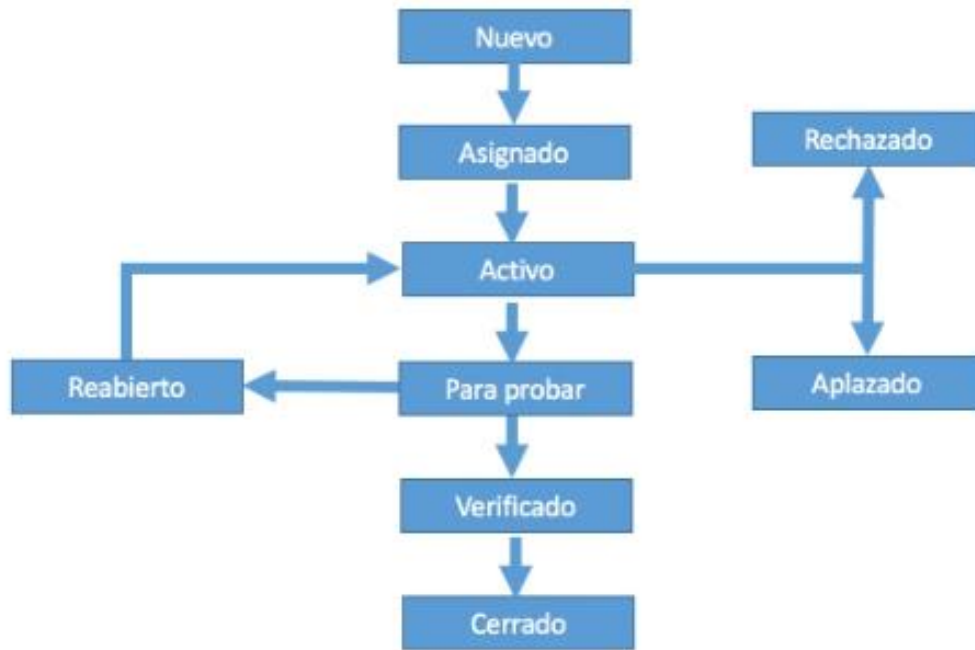 Nuevo
Asignado
Rechazado
Activo
Reabierto
Para probar
Aplazado
Verificado
Cerrado